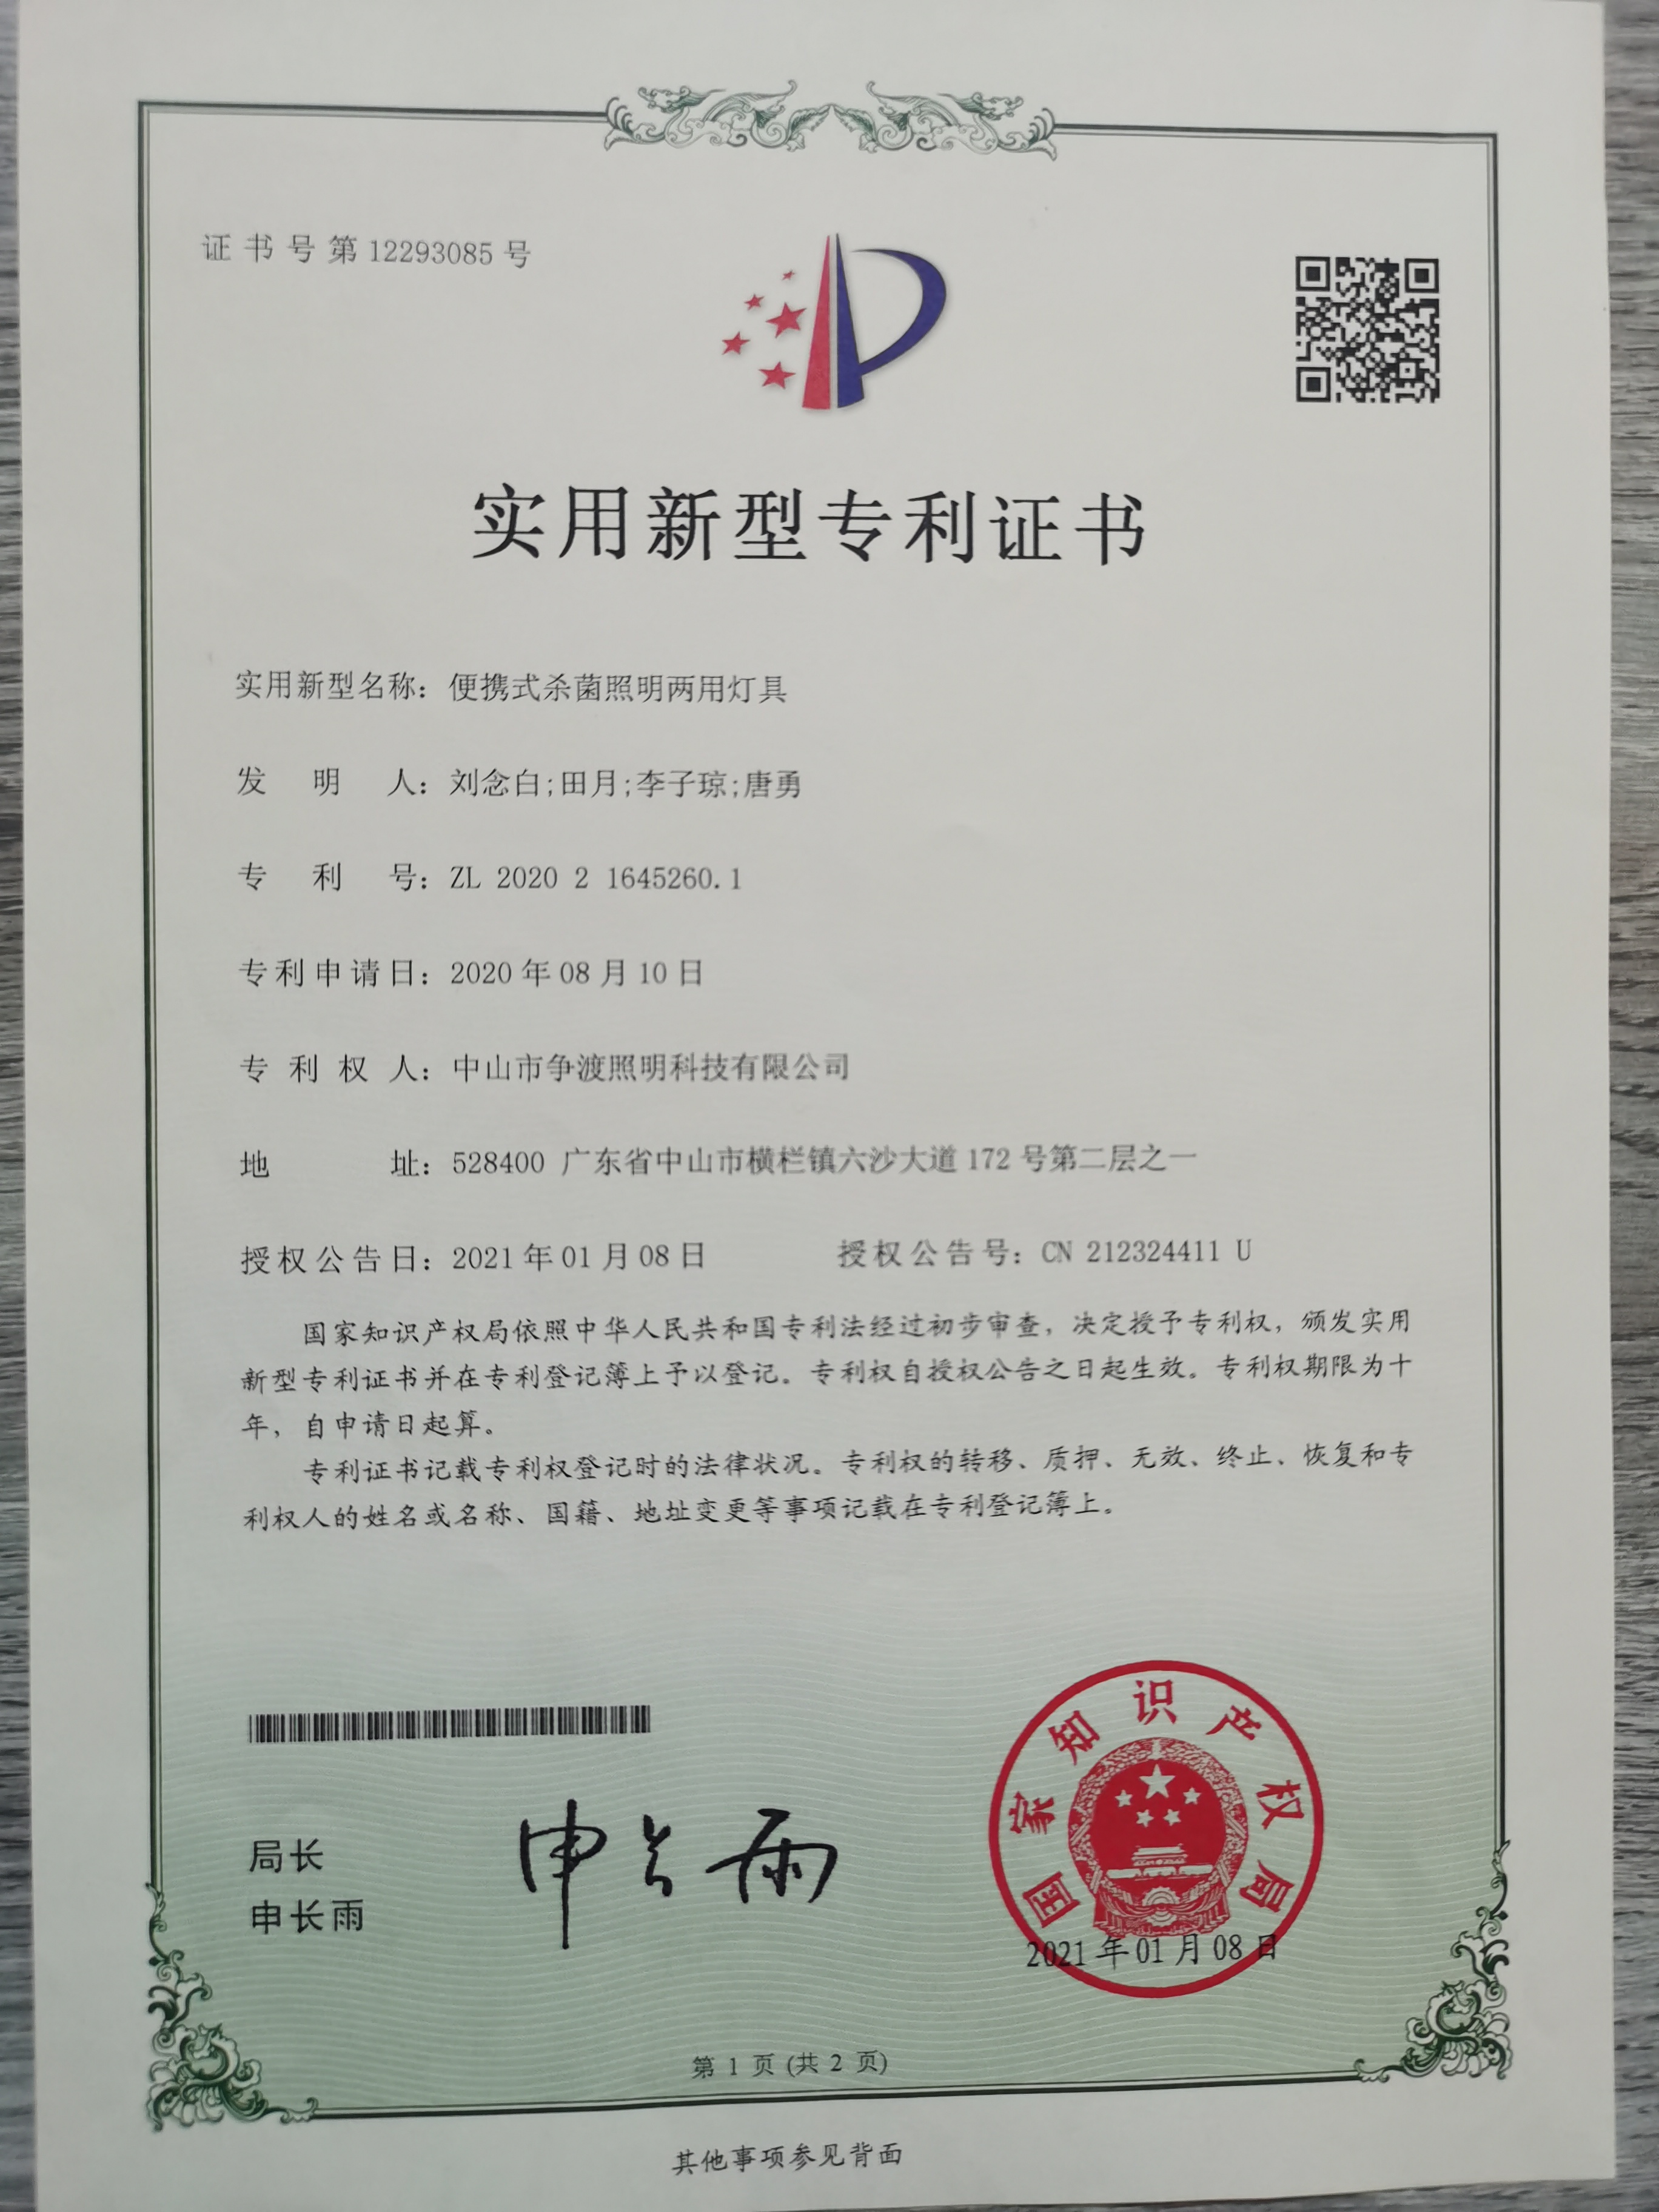 证书号第12293085号
实用新型专利证书
实用新型名称：便携式杀菌照明两用灯具
发明人：刘念白;田月;李子琼;唐勇
专利号：ZL 2020 2 1645260.1
专利申请日：2020年08月10日
专利权人：中山市争渡照明科技有限公司
地址：528400 广东省中山市横栏镇六沙大道172号第二层之一
授权公告日：2021年01月08日 授权公告号：CN 212324411 U
国家知识产权局依照中华人民共和国专利法经过初步审查，决定授予专利权，颁发实用
新型专利证书并在专利登记簿上予以登记。专利权自授权公告之日起生效。专利权期限为十
年，自申请日起算。
专利证书记载专利权登记时的法律状况。专利权的转移、质押、无效、终止、恢复和专
利权人的姓名或名称、国籍、地址变更等事项记载在专利登记簿上。
局长
申长雨
申长雨
国家知识产权局
2021年01月08日
第 1 页 (共 2 页)
其他事项参见背面